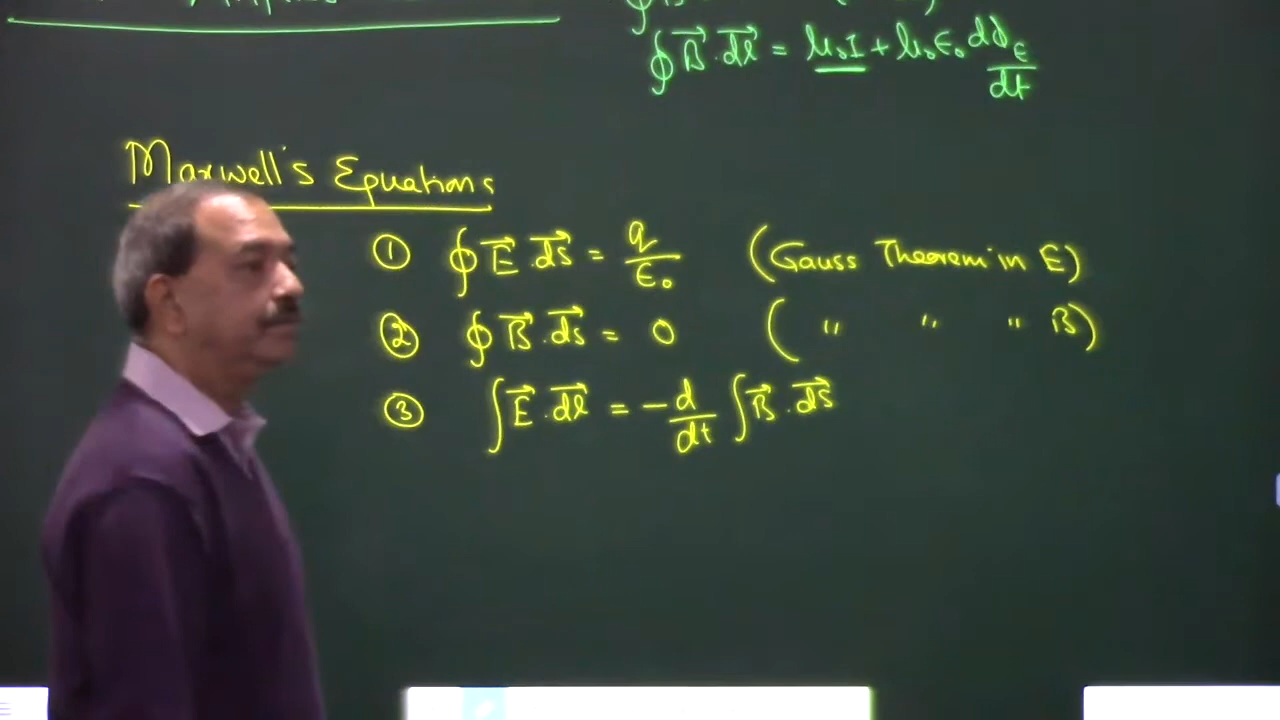 ∮B⃗.dl⃗ = μ₀I + μ₀ε₀ dϕ_E/dt
Maxwell's Equations
① ∮E⃗.ds⃗ = q/ε₀ (Gauss Theorem in E)
② ∮B⃗.ds⃗ = 0 ( " " " B)
③ ∫E⃗.dl⃗ = -d/dt ∫B⃗.ds⃗